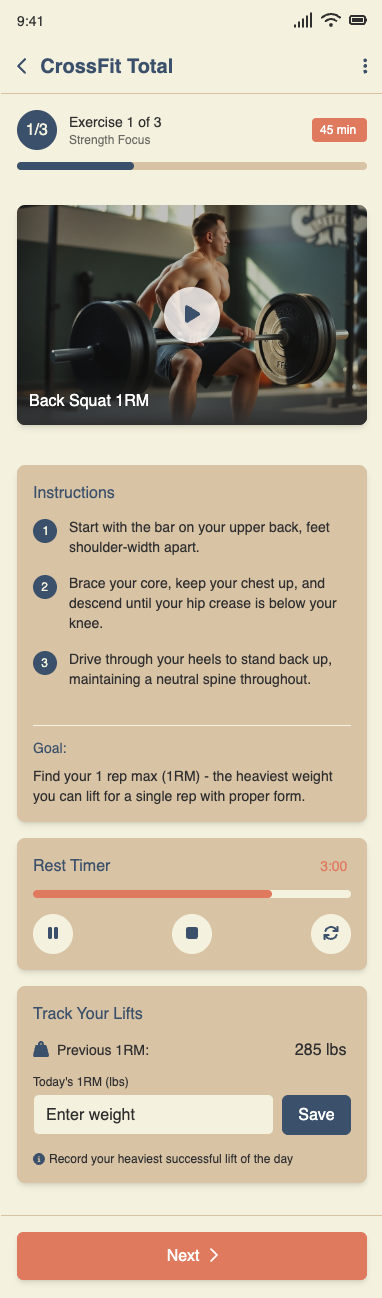 9:41
CrossFit Total
1/3
Exercise 1 of 3
Strength Focus
45 min
Back Squat 1RM
Instructions
1
Start with the bar on your upper back, feet
shoulder-width apart.
2
Brace your core, keep your chest up, and
descend until your hip crease is below your
knee.
3
Drive through your heels to stand back up,
maintaining a neutral spine throughout.
Goal:
Find your 1 rep max (1RM) - the heaviest weight
you can lift for a single rep with proper form.
Rest Timer
3:00
Track Your Lifts
Previous 1RM:
285 lbs
Today's 1RM (lbs)
Enter weight
Save
Record your heaviest successful lift of the day
Next